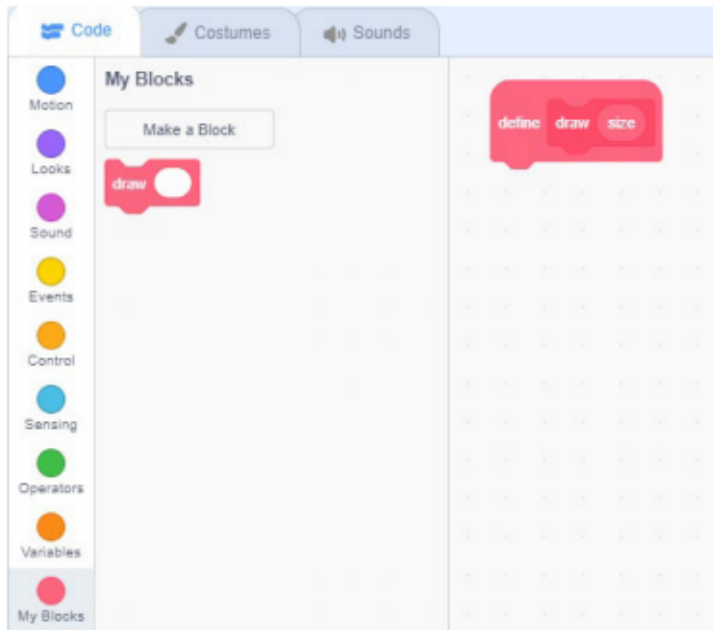 Code
Costumes
Sounds
Motion
Looks
Sound
Events
Control
Sensing
Operators
Variables
My Blocks
My Blocks
Make a Block
draw
define draw size